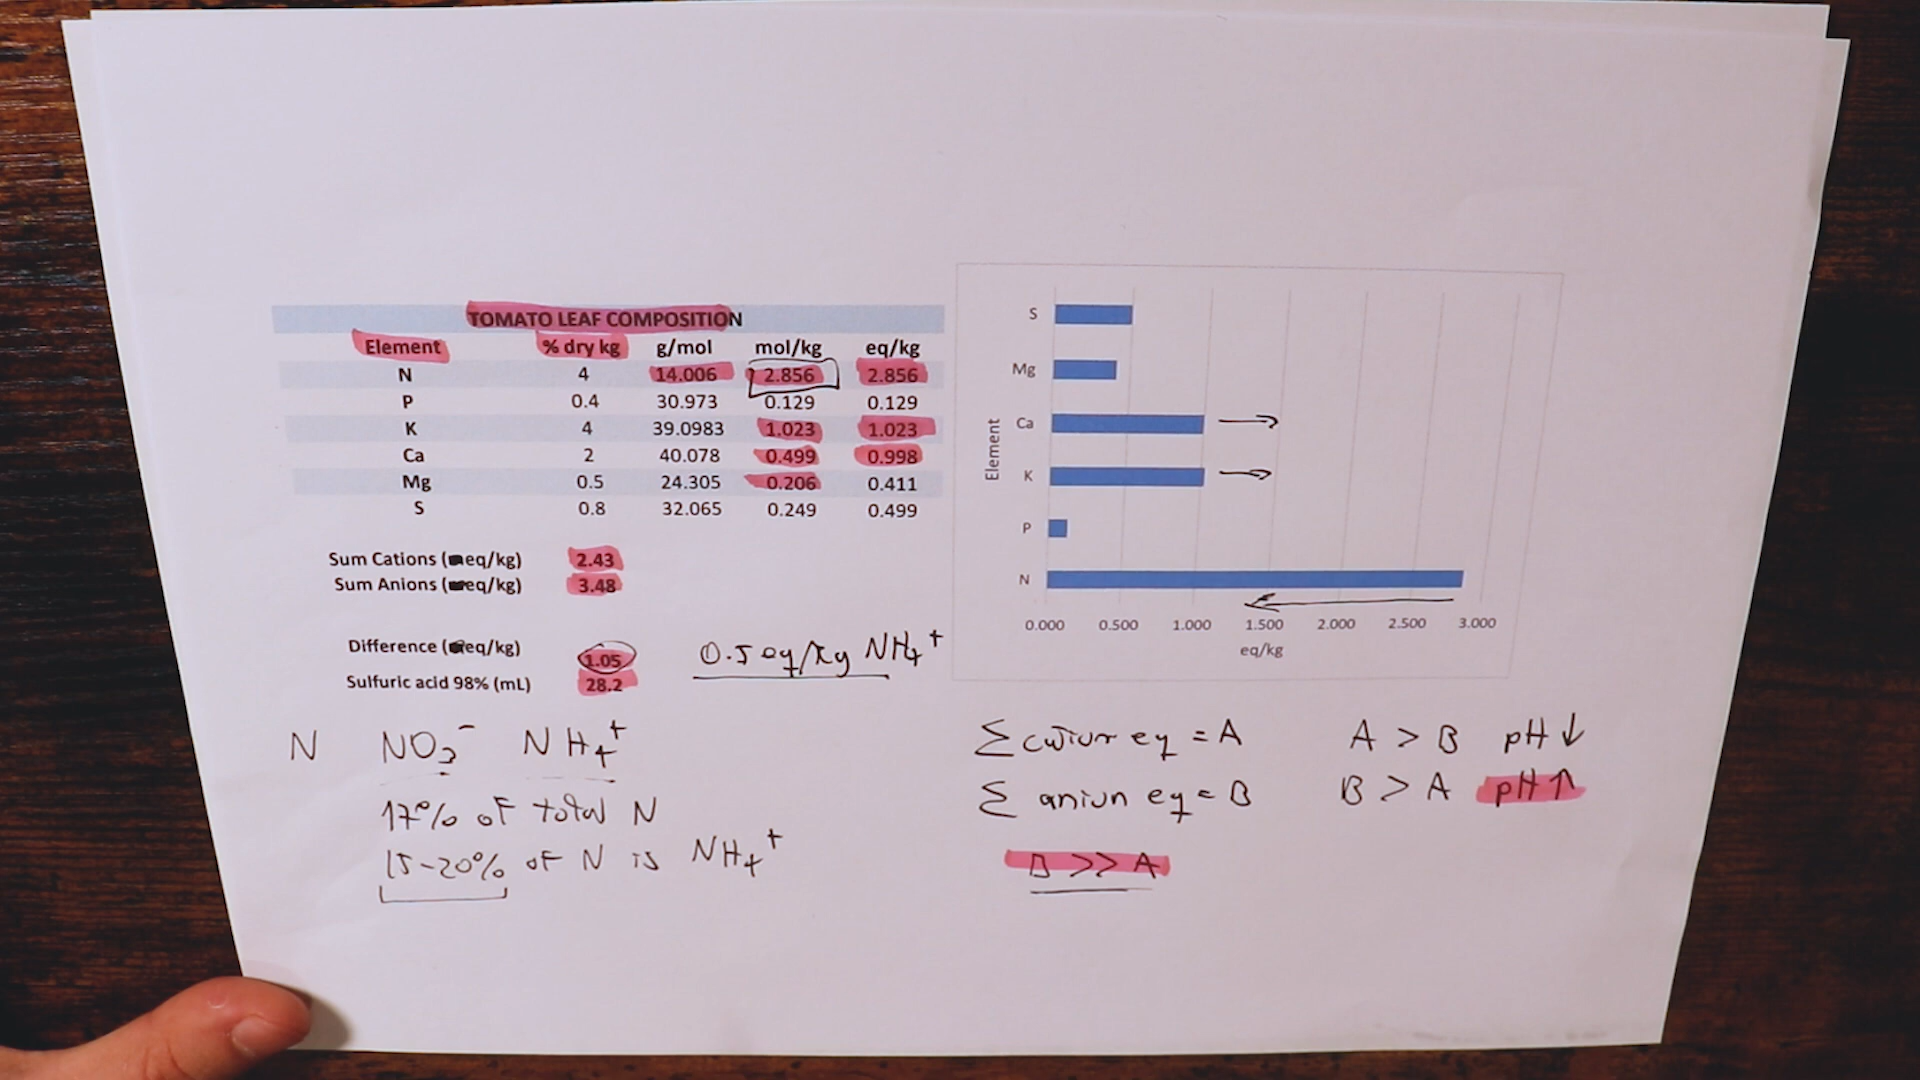 TOMATO LEAF COMPOSITION
Element % dry kg g/mol mol/kg eq/kg
N 4 14.006 2.856 2.856
P 0.4 30.973 0.129 0.129
K 4 39.0983 1.023 1.023
Ca 2 40.078 0.499 0.998
Mg 0.5 24.305 0.206 0.411
S 0.8 32.065 0.249 0.499
Sum Cations (eq/kg) 2.43
Sum Anions (eq/kg) 3.48
Difference (eq/kg) 1.05
Sulfuric acid 98% (mL) 28.2
0.5 eq/kg NH4+
N NO3- NH4+
17% of total N
15-20% of N is NH4+
Element
S
Mg
Ca →
K →
P
N
←
0.000 0.500 1.000 1.500 2.000 2.500 3.000
eq/kg
Σ cation eq = A A > B pH ↓
Σ anion eq = B B > A pH ↑
B >> A